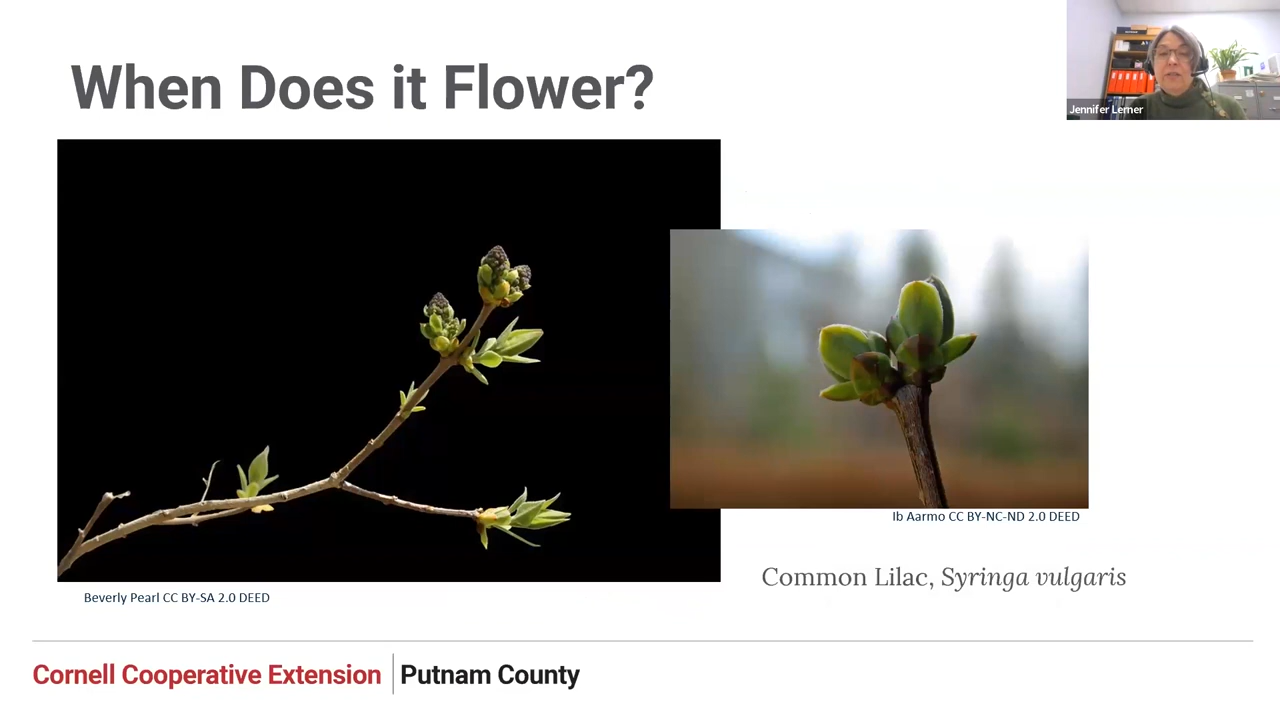 When Does it Flower?
Jennifer Lerner
Ib Aarmo CC BY-NC-ND 2.0 DEED
Common Lilac, Syringa vulgaris
Beverly Pearl CC BY-SA 2.0 DEED
Cornell Cooperative Extension Putnam County